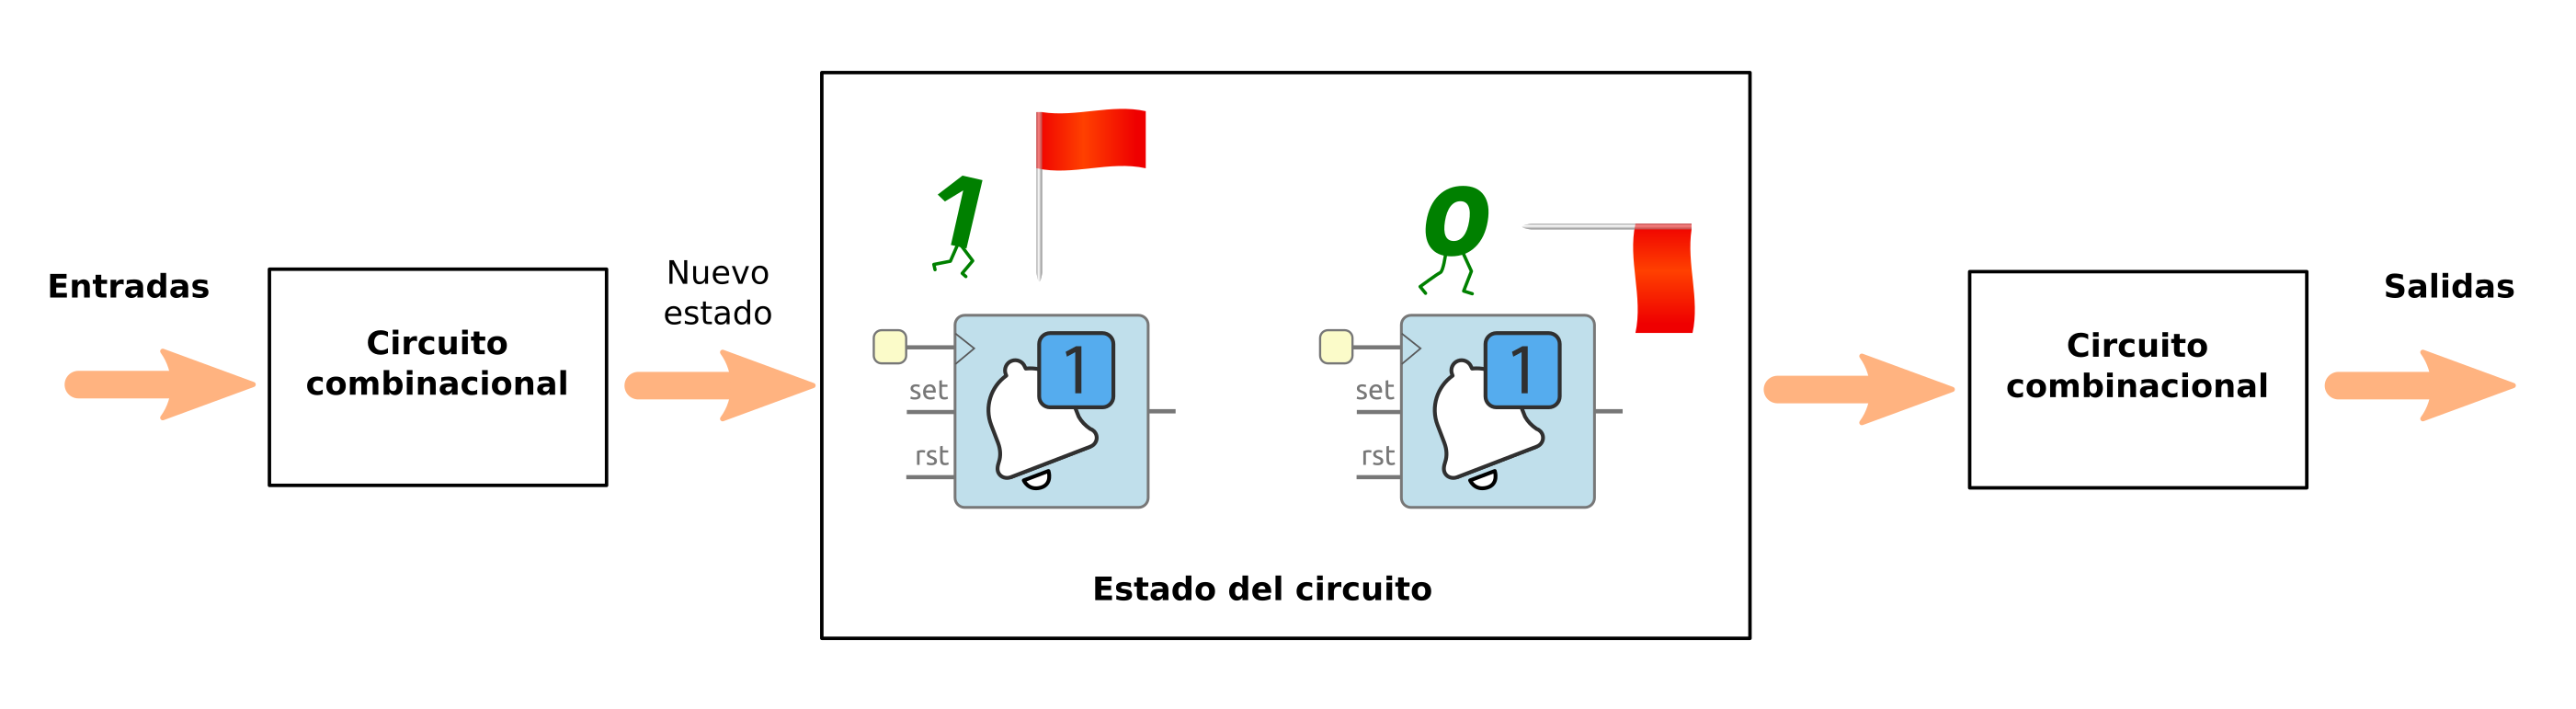 Entradas
Circuito
combinacional
Nuevo
estado
1
0
1
set
rst
1
set
rst
Estado del circuito
Circuito
combinacional
Salidas